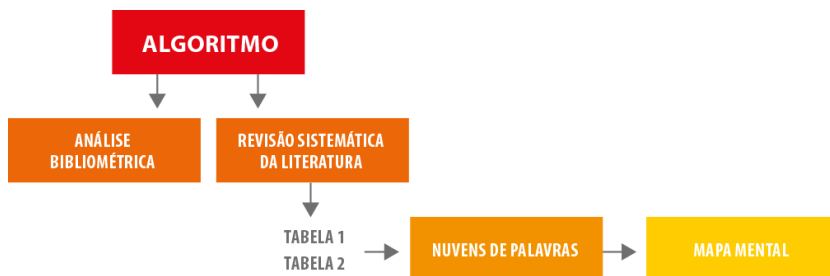 ALGORITMO
ANÁLISE
BIBLIOMÉTRICA
REVISÃO SISTEMÁTICA
DA LITERATURA
TABELA 1
TABELA 2
NUVENS DE PALAVRAS
MAPA MENTAL